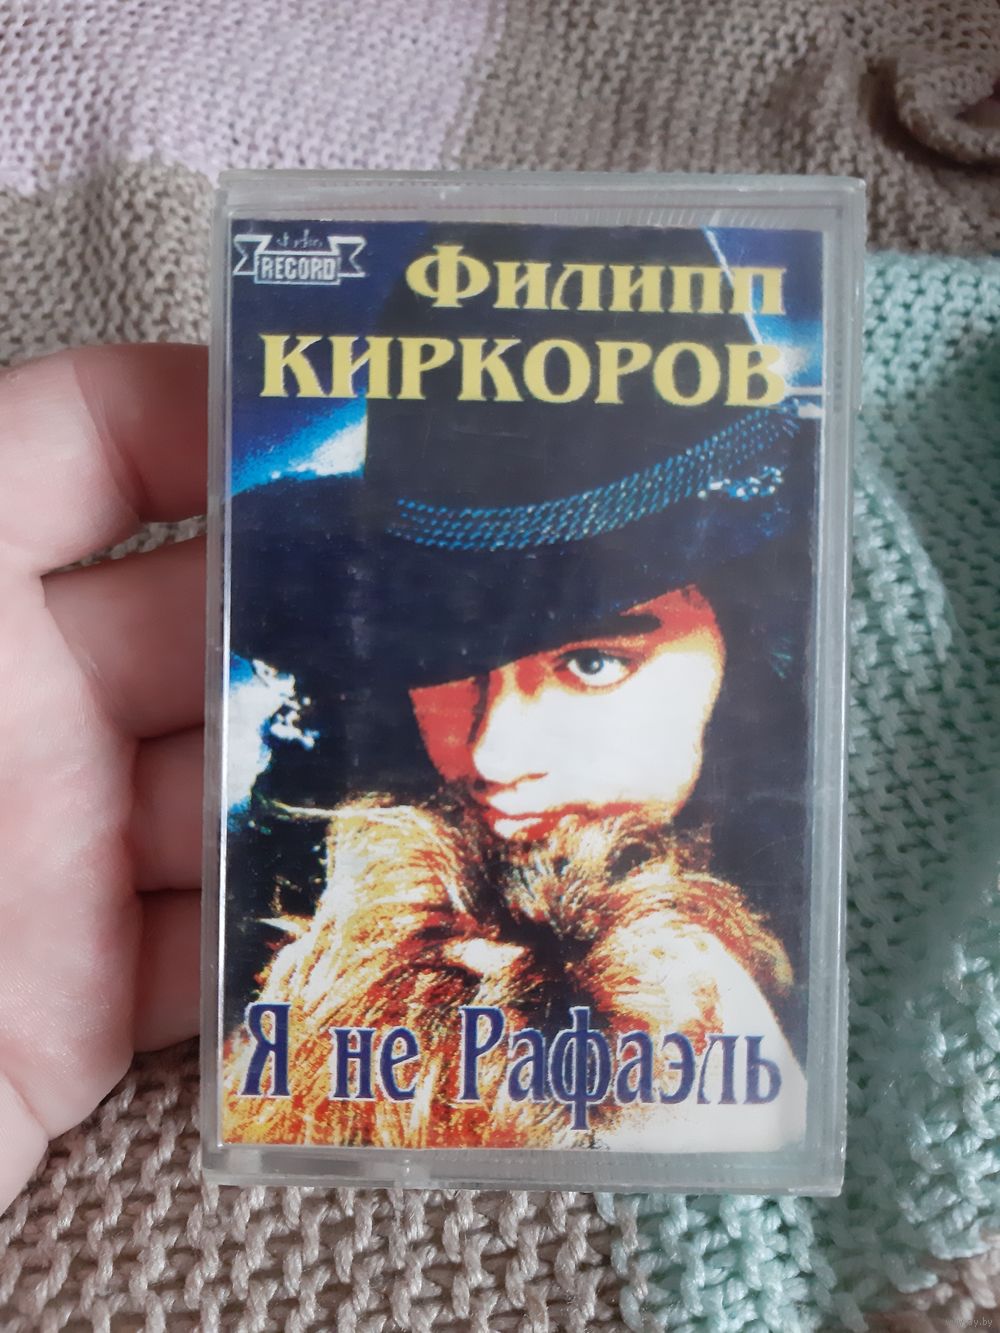 studio
RECORD
Филипп
КИРКОРОВ
Я не Рафаэль